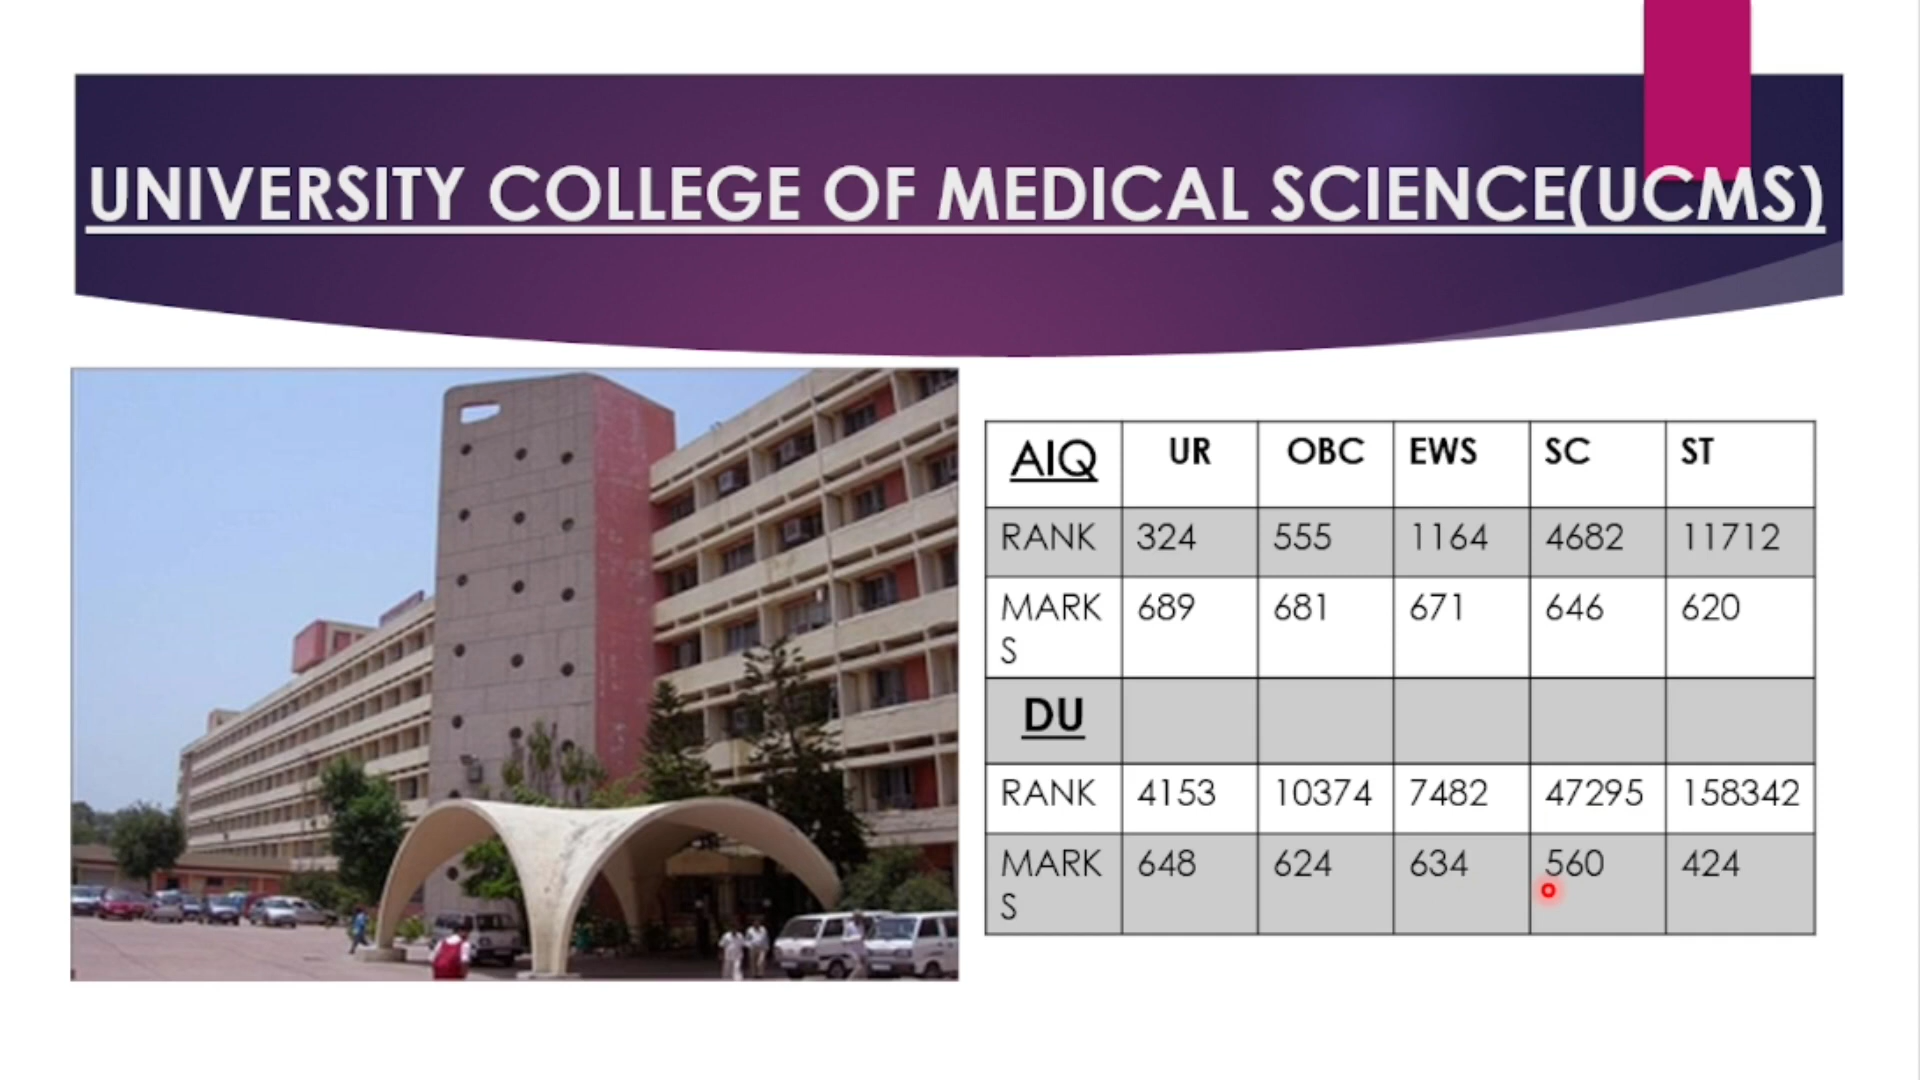 UNIVERSITY COLLEGE OF MEDICAL SCIENCE(UCMS)
AIQ UR OBC EWS SC ST
RANK 324 555 1164 4682 11712
MARK 689 681 671 646 620
S
DU
RANK 4153 10374 7482 47295 158342
MARK 648 624 634 560 424
S